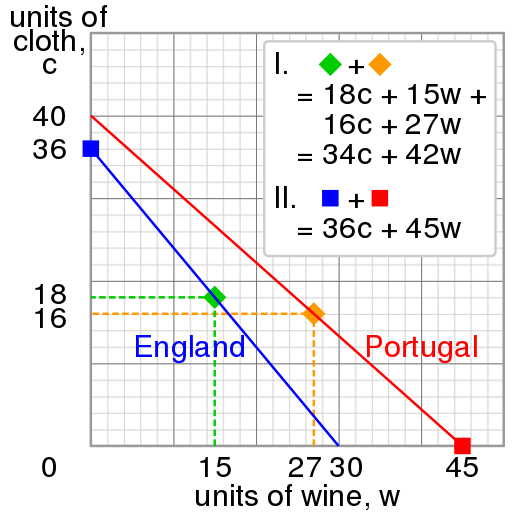 units of
cloth,
c
40
36
18
16
0
15
27
30
45
units of wine, w
England
Portugal
I. +
= 18c + 15w +
16c + 27w
= 34c + 42w
II. +
= 36c + 45w